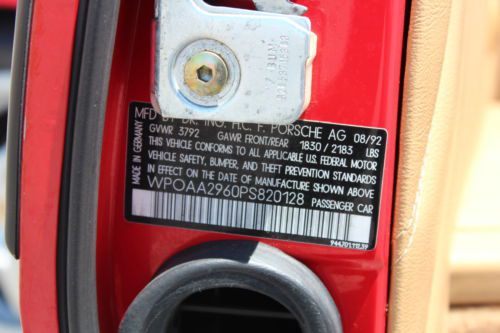 MFD BY DR. ING. H.C. F. PORSCHE AG 08/92
GVWR 3792 GAWR FRONT/REAR 1830 / 2183 LBS
THIS VEHICLE CONFORMS TO ALL APPLICABLE U.S. FEDERAL MOTOR
VEHICLE SAFETY, BUMPER, AND THEFT PREVENTION STANDARDS
IN EFFECT ON THE DATE OF MANUFACTURE SHOWN ABOVE
WPOAA2960PS820128 PASSENGER CAR
MADE IN GERMANY
94470111139